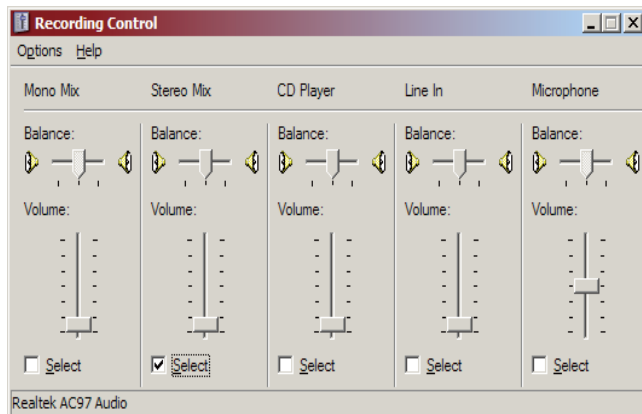 Recording Control
Options Help
Mono Mix Stereo Mix CD Player Line In Microphone
Balance: Balance: Balance: Balance: Balance:
Volume: Volume: Volume: Volume: Volume:
Select Select Select Select Select
Realtek AC97 Audio